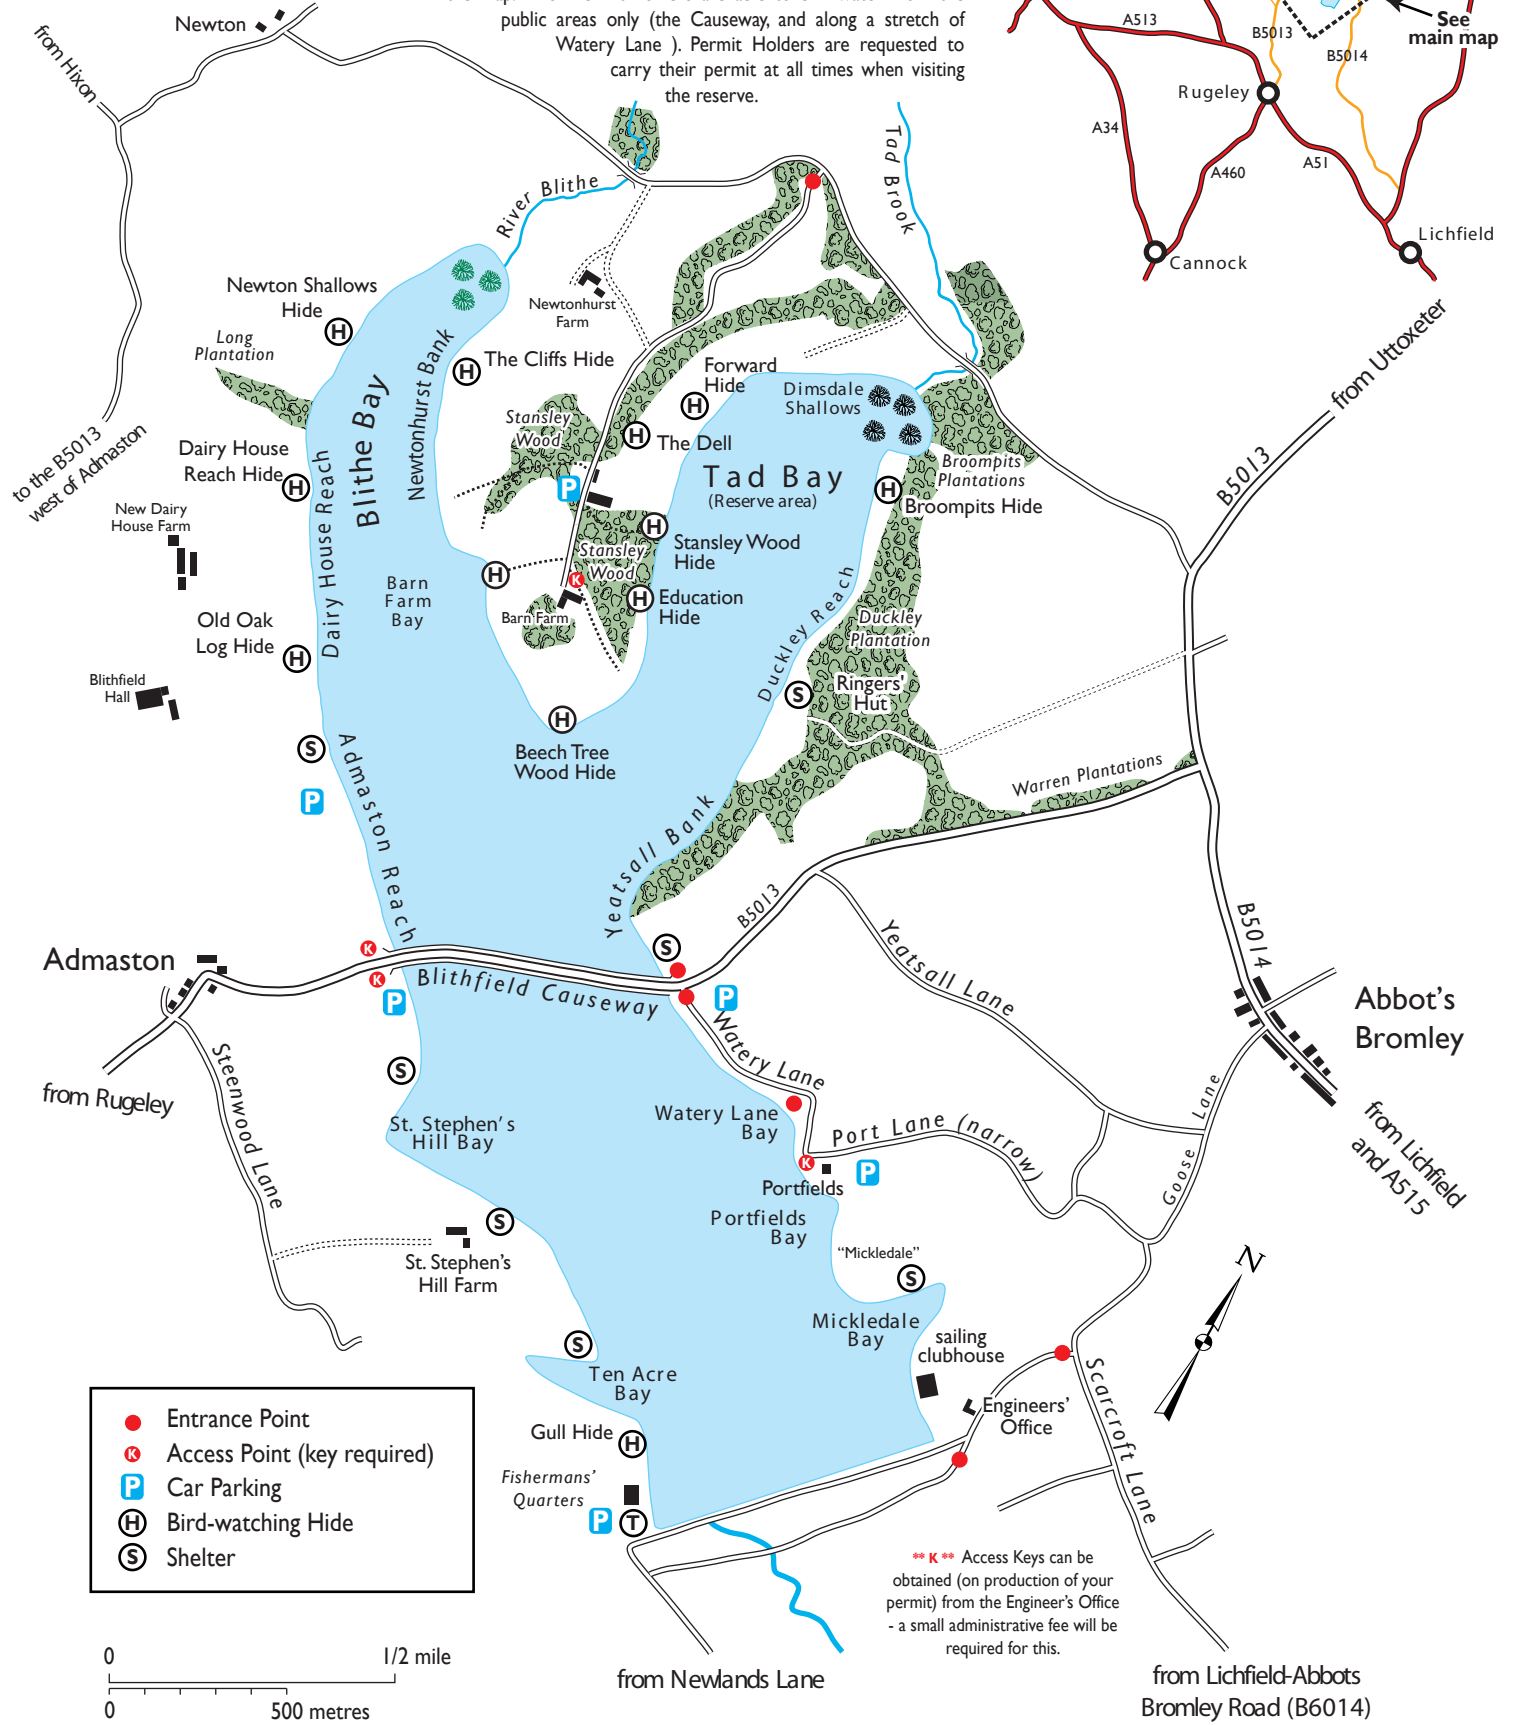 public areas only (the Causeway, and along a stretch of
Watery Lane ). Permit Holders are requested to
carry their permit at all times when visiting
the reserve.
A513
B5013
B5014
See
main map
Rugeley
A34
A460
A51
Lichfield
Cannock
Newton
from Hixon
River Blithe
Tad Brook
Newton Shallows
Hide
H
Long
Plantation
Newtonhurst
Farm
The Cliffs Hide
H
Newtonhurst Bank
Blithe Bay
Forward
Hide
H
Dimsdale
Shallows
Stansley
Wood
The Dell
H
Tad Bay
(Reserve area)
Broompits
Plantations
Broompits Hide
H
from Uttoxeter
B5013
to the B5013
west of Admaston
Dairy House
Reach Hide
H
Dairy House Reach
New Dairy
House Farm
P
H
Stansley Wood
Hide
Stansley
Wood
K
H
Education
Hide
H
Barn
Farm
Bay
Barn Farm
Duckley Reach
Duckley
Plantation
Old Oak
Log Hide
H
Blithfield
Hall
S
Ringers'
Hut
H
Beech Tree
Wood Hide
S
P
Admaston Reach
Warren Plantations
Yeatsall Bank
B5013
Yeatsall Lane
B5014
Admaston
K
K
P
Blithfield Causeway
S
P
Watery Lane
Abbot's
Bromley
from Rugeley
Steenwood Lane
S
St. Stephen's
Hill Bay
Watery Lane
Bay
Port Lane (narrow)
Goose Lane
from Lichfield
and A515
K
P
Portfields
Portfields
Bay
S
St. Stephen's
Hill Farm
“Mickledale”
S
Mickledale
Bay
N
S
Ten Acre
Bay
sailing
clubhouse
Engineers'
Office
Scarcroft Lane
Gull Hide
H
Fishermans'
Quarters
P
T
Entrance Point
K
Access Point (key required)
P
Car Parking
H
Bird-watching Hide
S
Shelter
** K ** Access Keys can be
obtained (on production of your
permit) from the Engineer's Office
- a small administrative fee will be
required for this.
0
1/2 mile
0
500 metres
from Newlands Lane
from Lichfield-Abbots
Bromley Road (B6014)